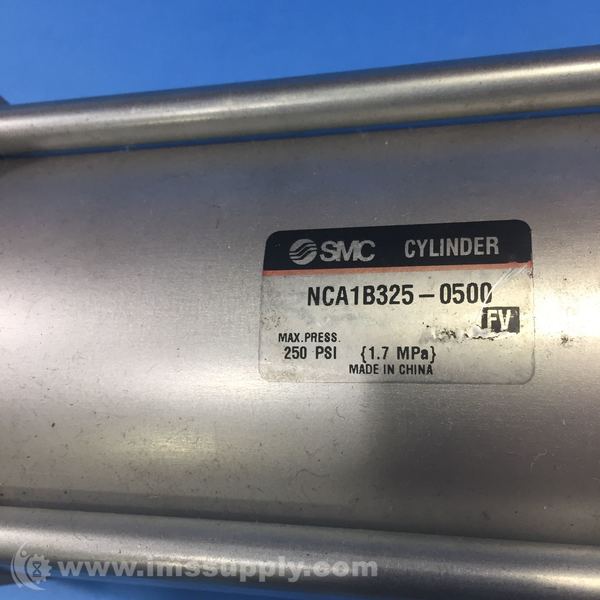 SMC CYLINDER
NCA1B325-0500
FV
MAX.PRESS.
250 PSI {1.7 MPa}
MADE IN CHINA
www.imssupply.com